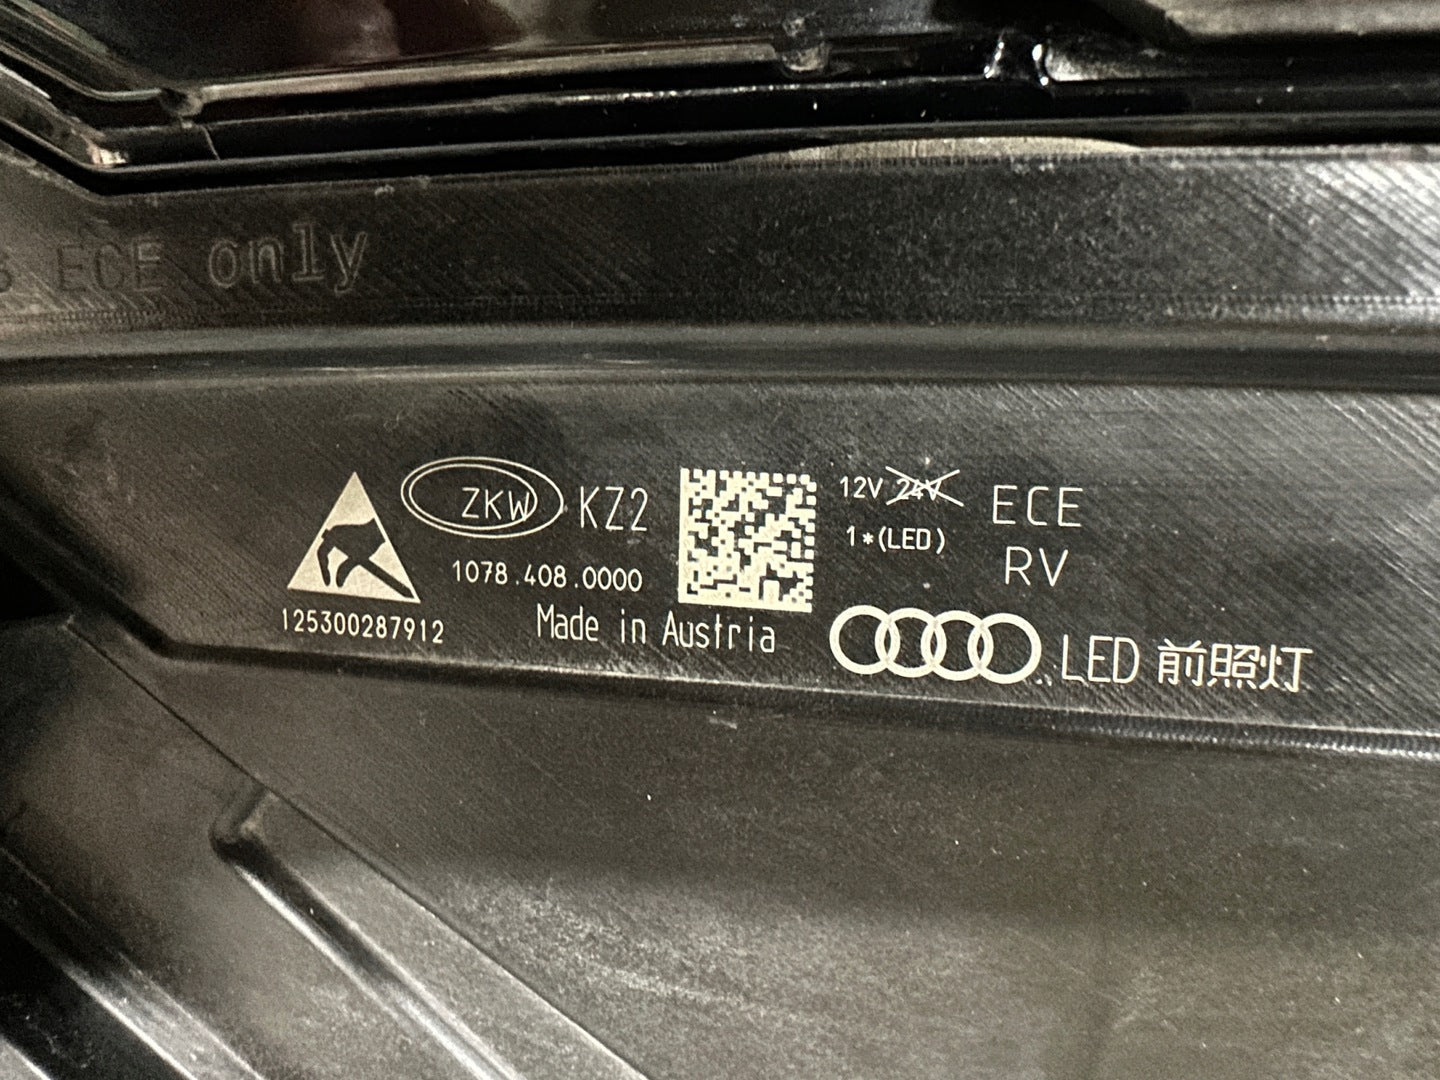 ECE only
ZKW KZ2
1078.408.0000
125300287912
Made in Austria
12V 24V
1*(LED)
ECE
RV
LED 前照灯